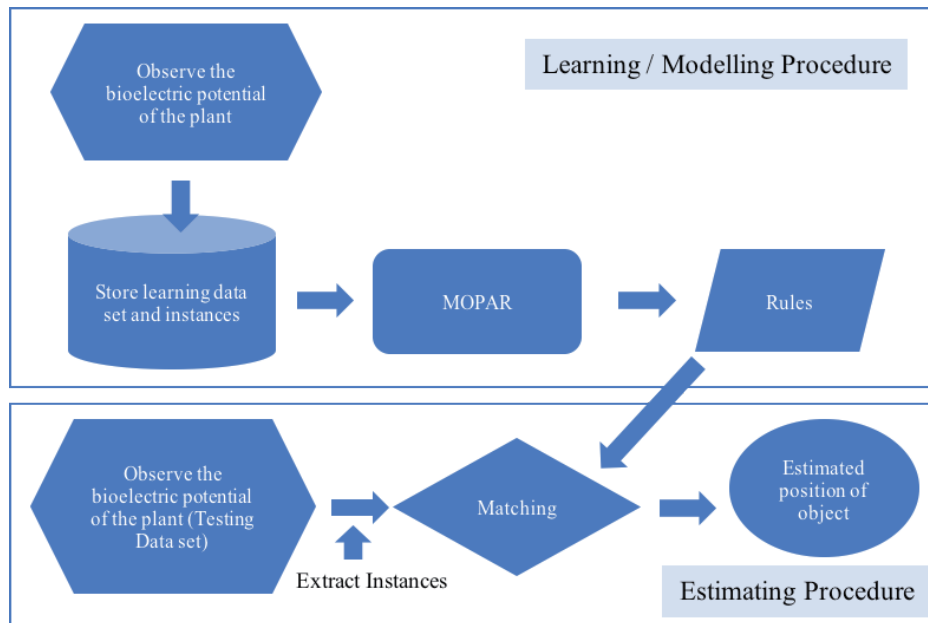 Observe the
bioelectric potential
of the plant
Learning / Modelling Procedure
Store learning data
set and instances
MOPAR
Rules
Observe the
bioelectric potential
of the plant (Testing
Data set)
Extract Instances
Matching
Estimated
position of
object
Estimating Procedure